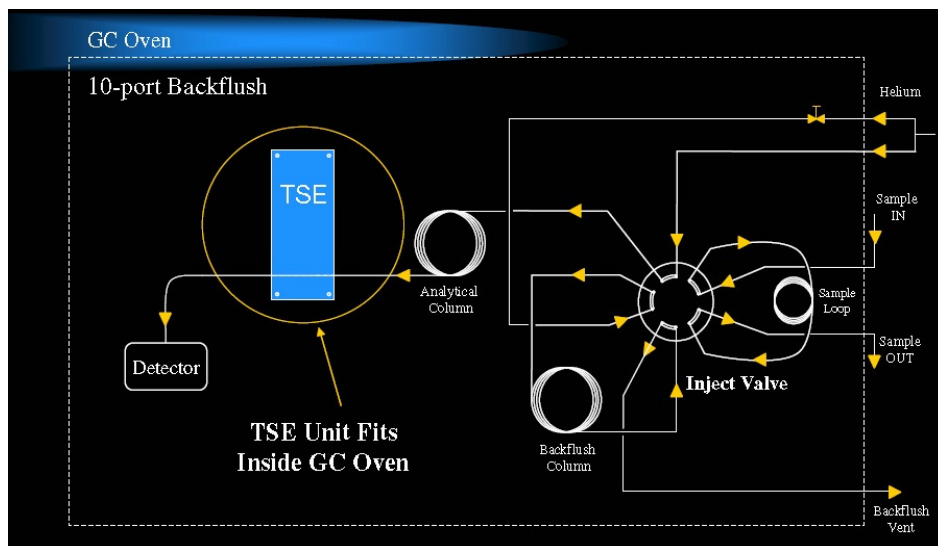 GC Oven
10-port Backflush
Helium
TSE
Sample
IN
Analytical
Column
Sample
Loop
Sample
OUT
Detector
Inject Valve
TSE Unit Fits
Inside GC Oven
Backflush
Column
Backflush
Vent